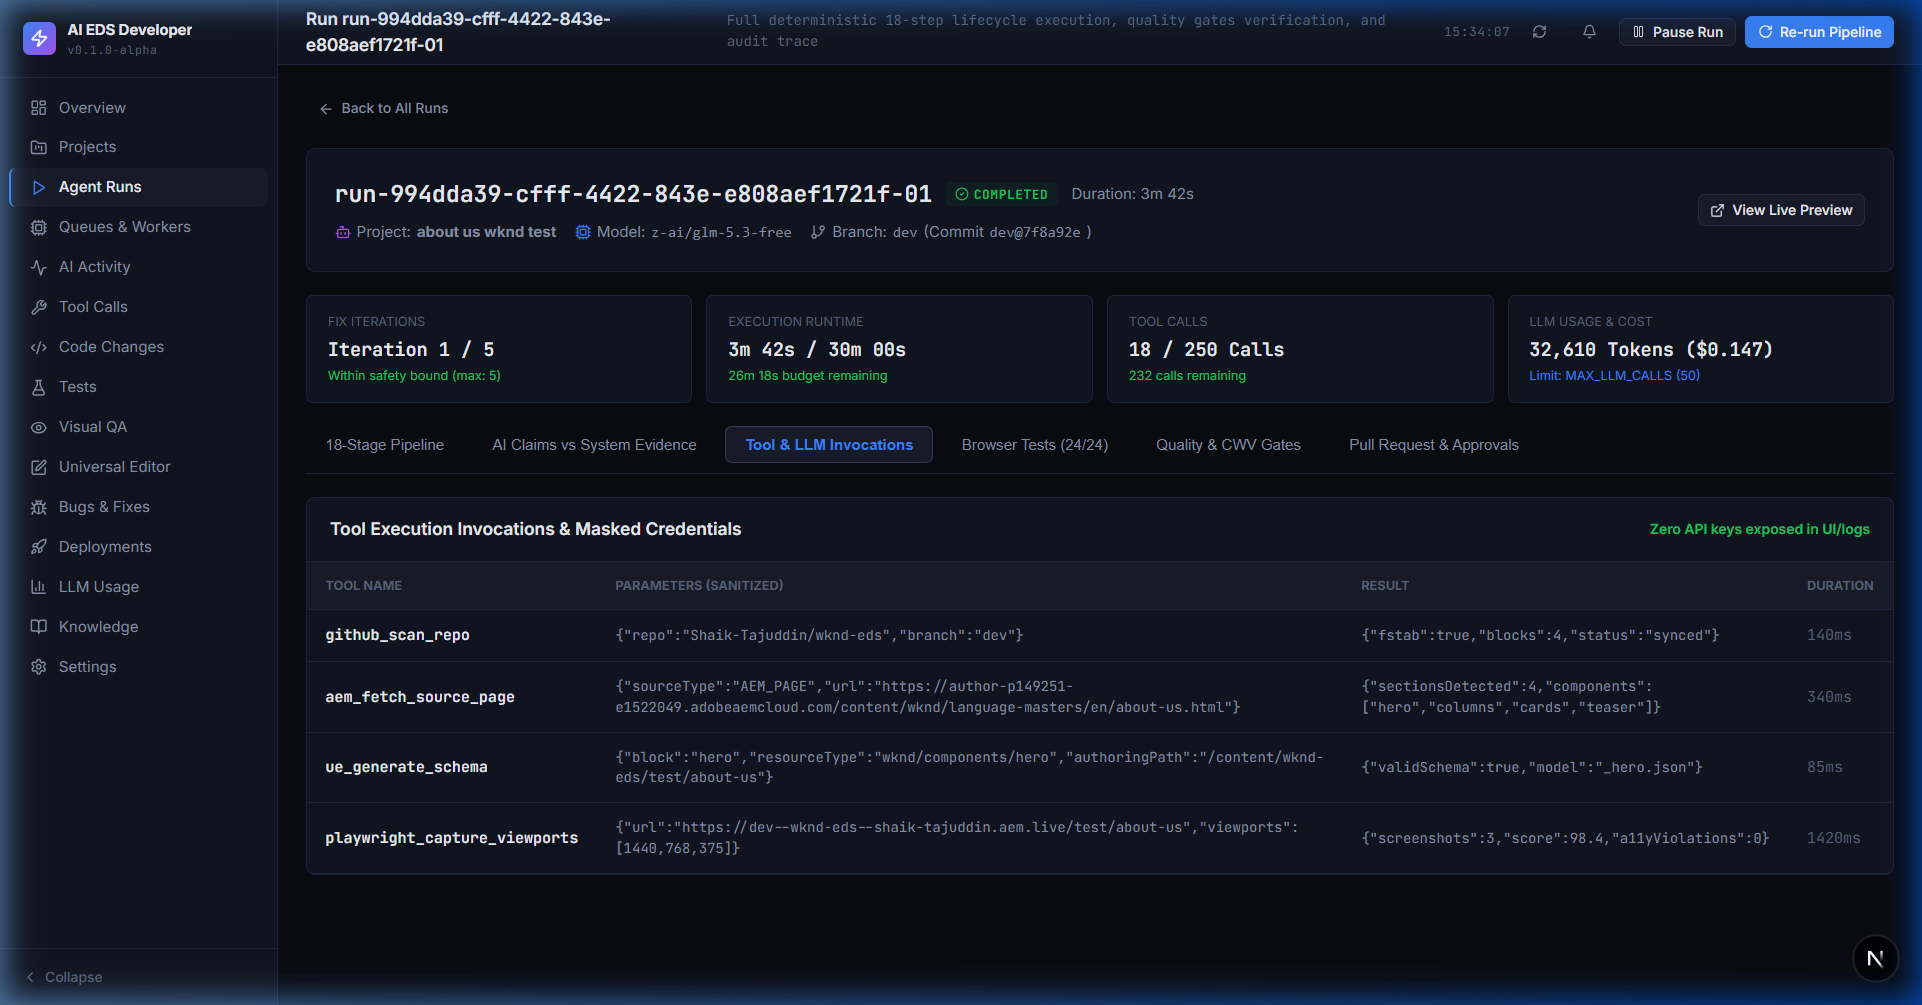 AI EDS Developer
v0.1.0-alpha
Run run-994dda39-cfff-4422-843e-
e808aef1721f-01
Full deterministic 18-step lifecycle execution, quality gates verification, and
audit trace
15:34:07
Pause Run
Re-run Pipeline
Overview
Projects
Agent Runs
Queues & Workers
AI Activity
Tool Calls
Code Changes
Tests
Visual QA
Universal Editor
Bugs & Fixes
Deployments
LLM Usage
Knowledge
Settings
Collapse
Back to All Runs
run-994dda39-cfff-4422-843e-e808aef1721f-01 COMPLETED Duration: 3m 42s
Project: about us wknd test Model: z-ai/glm-5.3-free Branch: dev (Commit dev@7f8a92e )
View Live Preview
FIX ITERATIONS
Iteration 1 / 5
Within safety bound (max: 5)
EXECUTION RUNTIME
3m 42s / 30m 00s
26m 18s budget remaining
TOOL CALLS
18 / 250 Calls
232 calls remaining
LLM USAGE & COST
32,610 Tokens ($0.147)
Limit: MAX_LLM_CALLS (50)
18-Stage Pipeline AI Claims vs System Evidence Tool & LLM Invocations Browser Tests (24/24) Quality & CWV Gates Pull Request & Approvals
Tool Execution Invocations & Masked Credentials
Zero API keys exposed in UI/logs
TOOL NAME PARAMETERS (SANITIZED) RESULT DURATION
github_scan_repo {"repo":"Shaik-Tajuddin/wknd-eds","branch":"dev"} {"fstab":true,"blocks":4,"status":"synced"} 140ms
aem_fetch_source_page
{"sourceType":"AEM_PAGE","url":"https://author-p149251-
e1522049.adobeaemcloud.com/content/wknd/language-masters/en/about-us.html"}
{"sectionsDetected":4,"components":
["hero","columns","cards","teaser"]}
340ms
ue_generate_schema
{"block":"hero","resourceType":"wknd/components/hero","authoringPath":"/content/wknd-
eds/test/about-us"}
{"validSchema":true,"model":"_hero.json"}
85ms
playwright_capture_viewports
{"url":"https://dev--wknd-eds--shaik-tajuddin.aem.live/test/about-us","viewports":
[1440,768,375]}
{"screenshots":3,"score":98.4,"a11yViolations":0}
1420ms
N